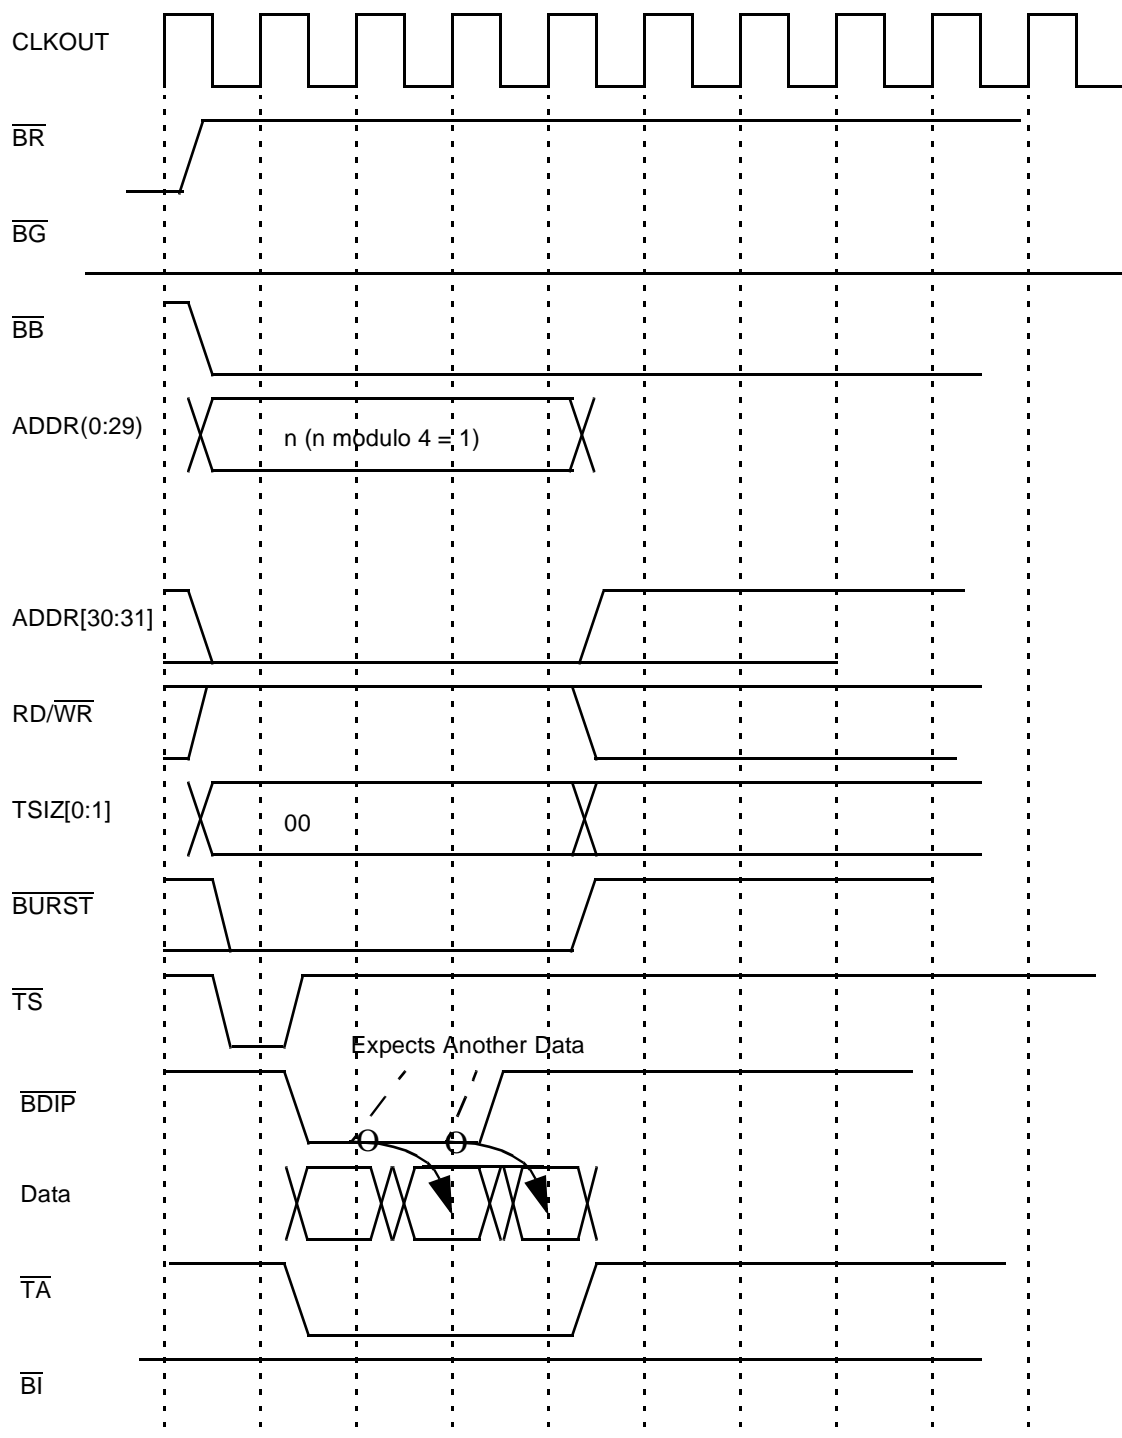 CLKOUT
BR
BG
BB
ADDR(0:29)
n (n modulo 4 = 1)
ADDR[30:31]
RD/WR
TSIZ[0:1]
00
BURST
TS
Expects Another Data
BDIP
Data
TA
BI